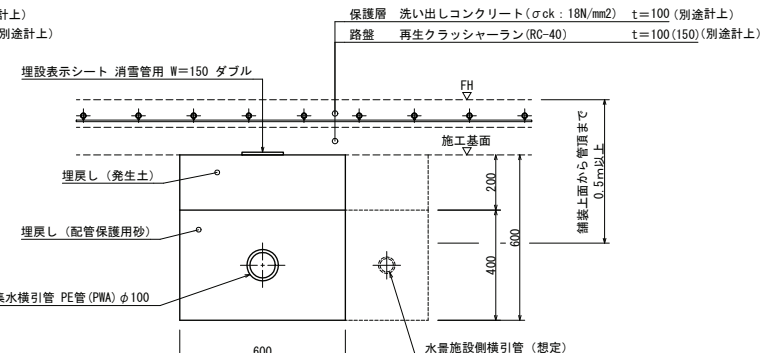 計上)
別途計上)
保護層 洗い出しコンクリート(σck：18N/mm2) t=100 (別途計上)
路盤 再生クラッシャーラン(RC-40) t=100(150)(別途計上)
埋設表示シート 消雪管用 W=150 ダブル
FH
施工基面
埋戻し（発生土）
舗装上面から管頂まで
0.5m以上
200
埋戻し（配管保護用砂）
600
400
水横引管 PE管(PWA)φ100
600
水景施設側横引管（想定）